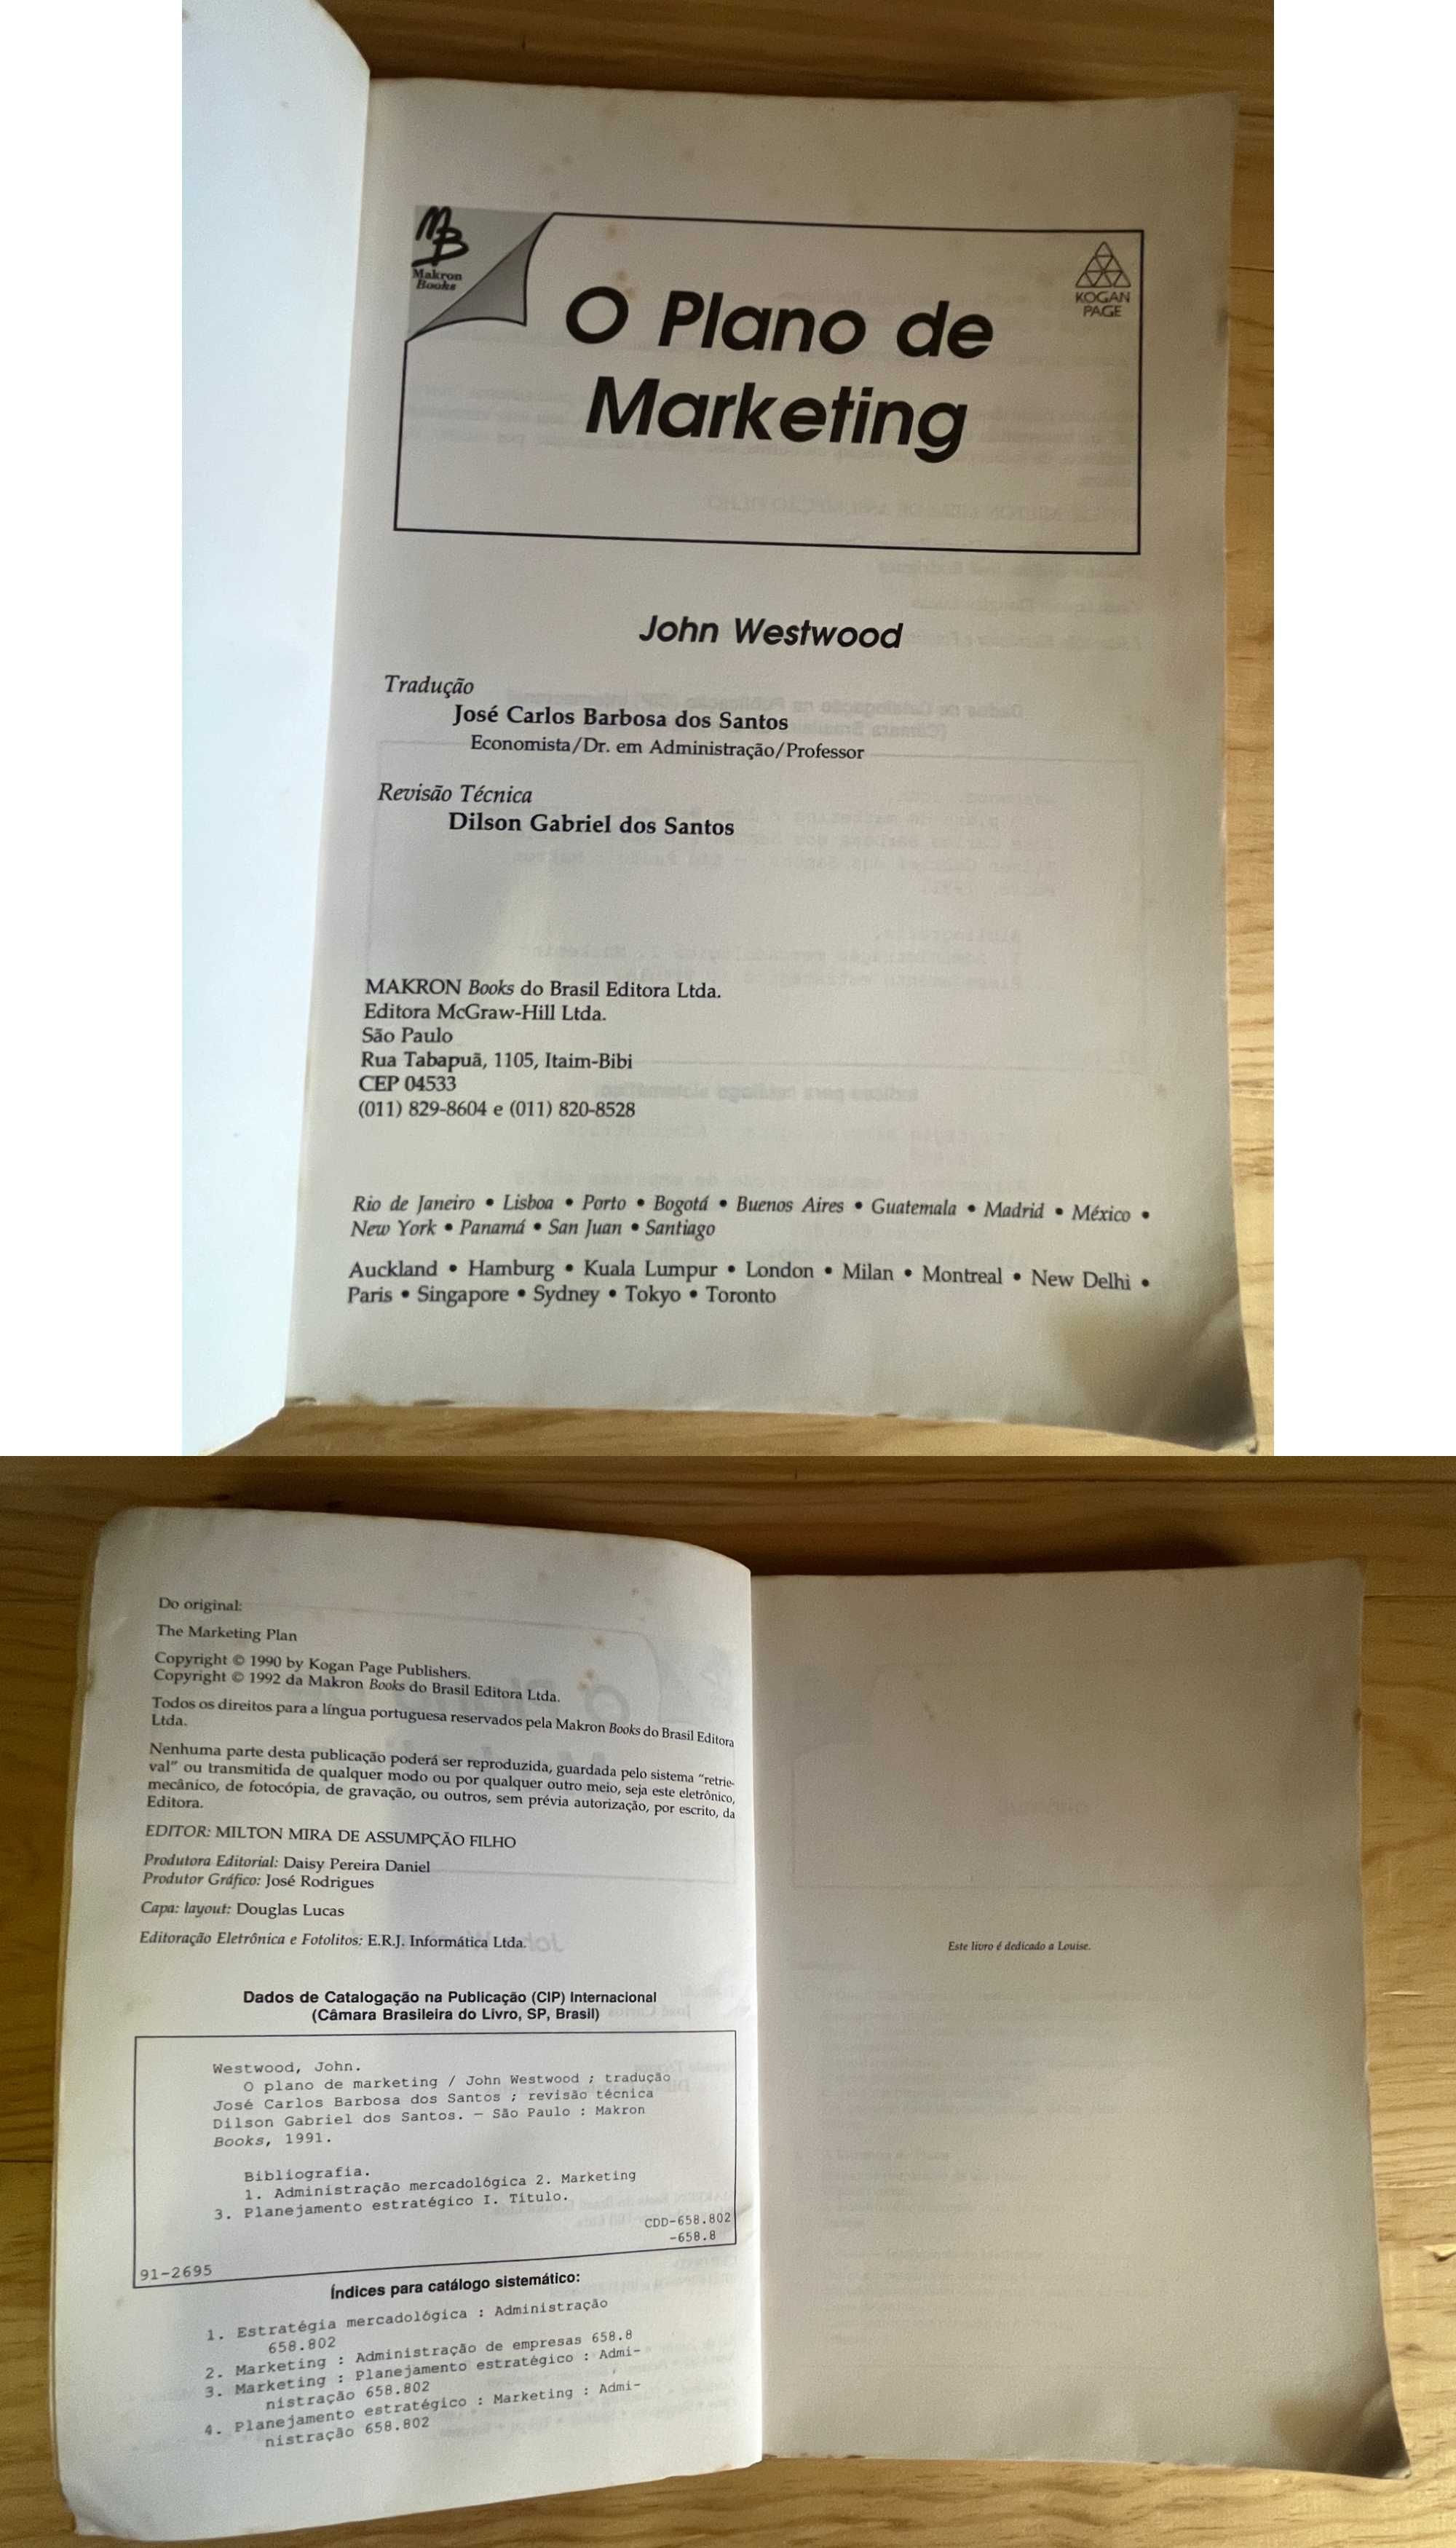 MB
Makron
Books
KOGAN
PAGE
O Plano de
Marketing
John Westwood
Tradução
José Carlos Barbosa dos Santos
Economista/Dr. em Administração/Professor
Revisão Técnica
Dilson Gabriel dos Santos
MAKRON Books do Brasil Editora Ltda.
Editora McGraw-Hill Ltda.
São Paulo
Rua Tabapuã, 1105, Itaim-Bibi
CEP 04533
(011) 829-8604 e (011) 820-8528
Rio de Janeiro • Lisboa • Porto • Bogotá • Buenos Aires • Guatemala • Madrid • México •
New York • Panamá • San Juan • Santiago
Auckland • Hamburg • Kuala Lumpur • London • Milan • Montreal • New Delhi •
Paris • Singapore • Sydney • Tokyo • Toronto
Do original:
The Marketing Plan
Copyright © 1990 by Kogan Page Publishers.
Copyright © 1992 da Makron Books do Brasil Editora Ltda.
Todos os direitos para a língua portuguesa reservados pela Makron Books do Brasil Editora
Ltda.
Nenhuma parte desta publicação poderá ser reproduzida, guardada pelo sistema “retrie-
val” ou transmitida de qualquer modo ou por qualquer outro meio, seja este eletrônico,
mecânico, de fotocópia, de gravação, ou outros, sem prévia autorização, por escrito, da
Editora.
EDITOR: MILTON MIRA DE ASSUMPÇÃO FILHO
Produtora Editorial: Daisy Pereira Daniel
Produtor Gráfico: José Rodrigues
Capa: layout: Douglas Lucas
Editoração Eletrônica e Fotolitos: E.R.J. Informática Ltda.
Dados de Catalogação na Publicação (CIP) Internacional
(Câmara Brasileira do Livro, SP, Brasil)
Westwood, John.
O plano de marketing / John Westwood ; tradução
José Carlos Barbosa dos Santos ; revisão técnica
Dilson Gabriel dos Santos. — São Paulo : Makron
Books, 1991.
Bibliografia.
1. Administração mercadológica 2. Marketing
3. Planejamento estratégico I. Título.
CDD-658.802
-658.8
91-2695
Índices para catálogo sistemático:
1. Estratégia mercadológica : Administração
658.802
2. Marketing : Administração de empresas 658.8
3. Marketing : Planejamento estratégico : Admi-
nistração 658.802
4. Planejamento estratégico : Marketing : Admi-
nistração 658.802
Este livro é dedicado a Louise.